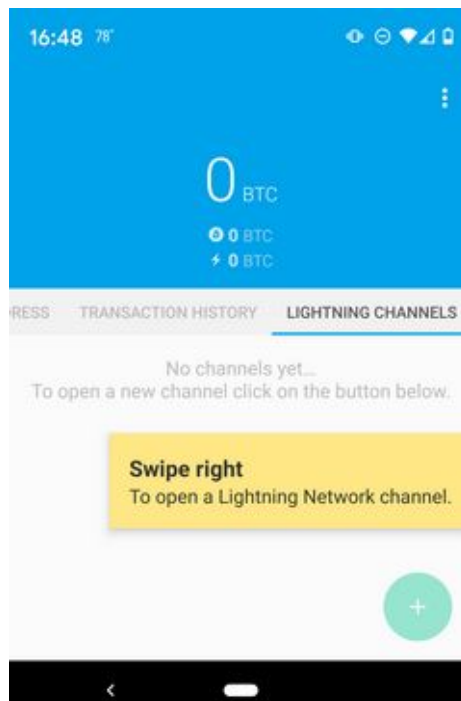 16:48 78°
0 BTC
0 BTC
0 BTC
RESS TRANSACTION HISTORY LIGHTNING CHANNELS
No channels yet...
To open a new channel click on the button below.
Swipe right
To open a Lightning Network channel.
+